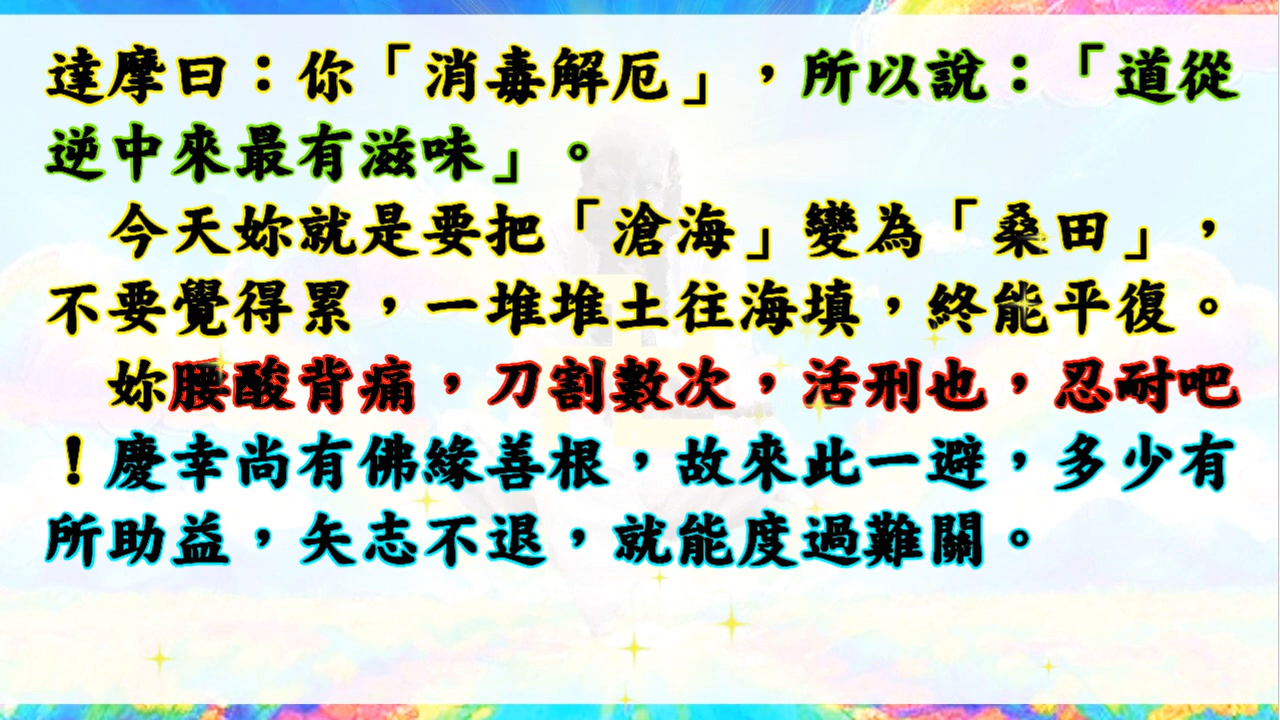 達摩曰：你「消毒解厄」，所以說：「道從
逆中來最有滋味」。
　今天妳就是要把「滄海」變為「桑田」，
不要覺得累，一堆堆土往海填，終能平復。
　妳腰酸背痛，刀割數次，活刑也，忍耐吧
！慶幸尚有佛緣善根，故來此一避，多少有
所助益，矢志不退，就能度過難關。